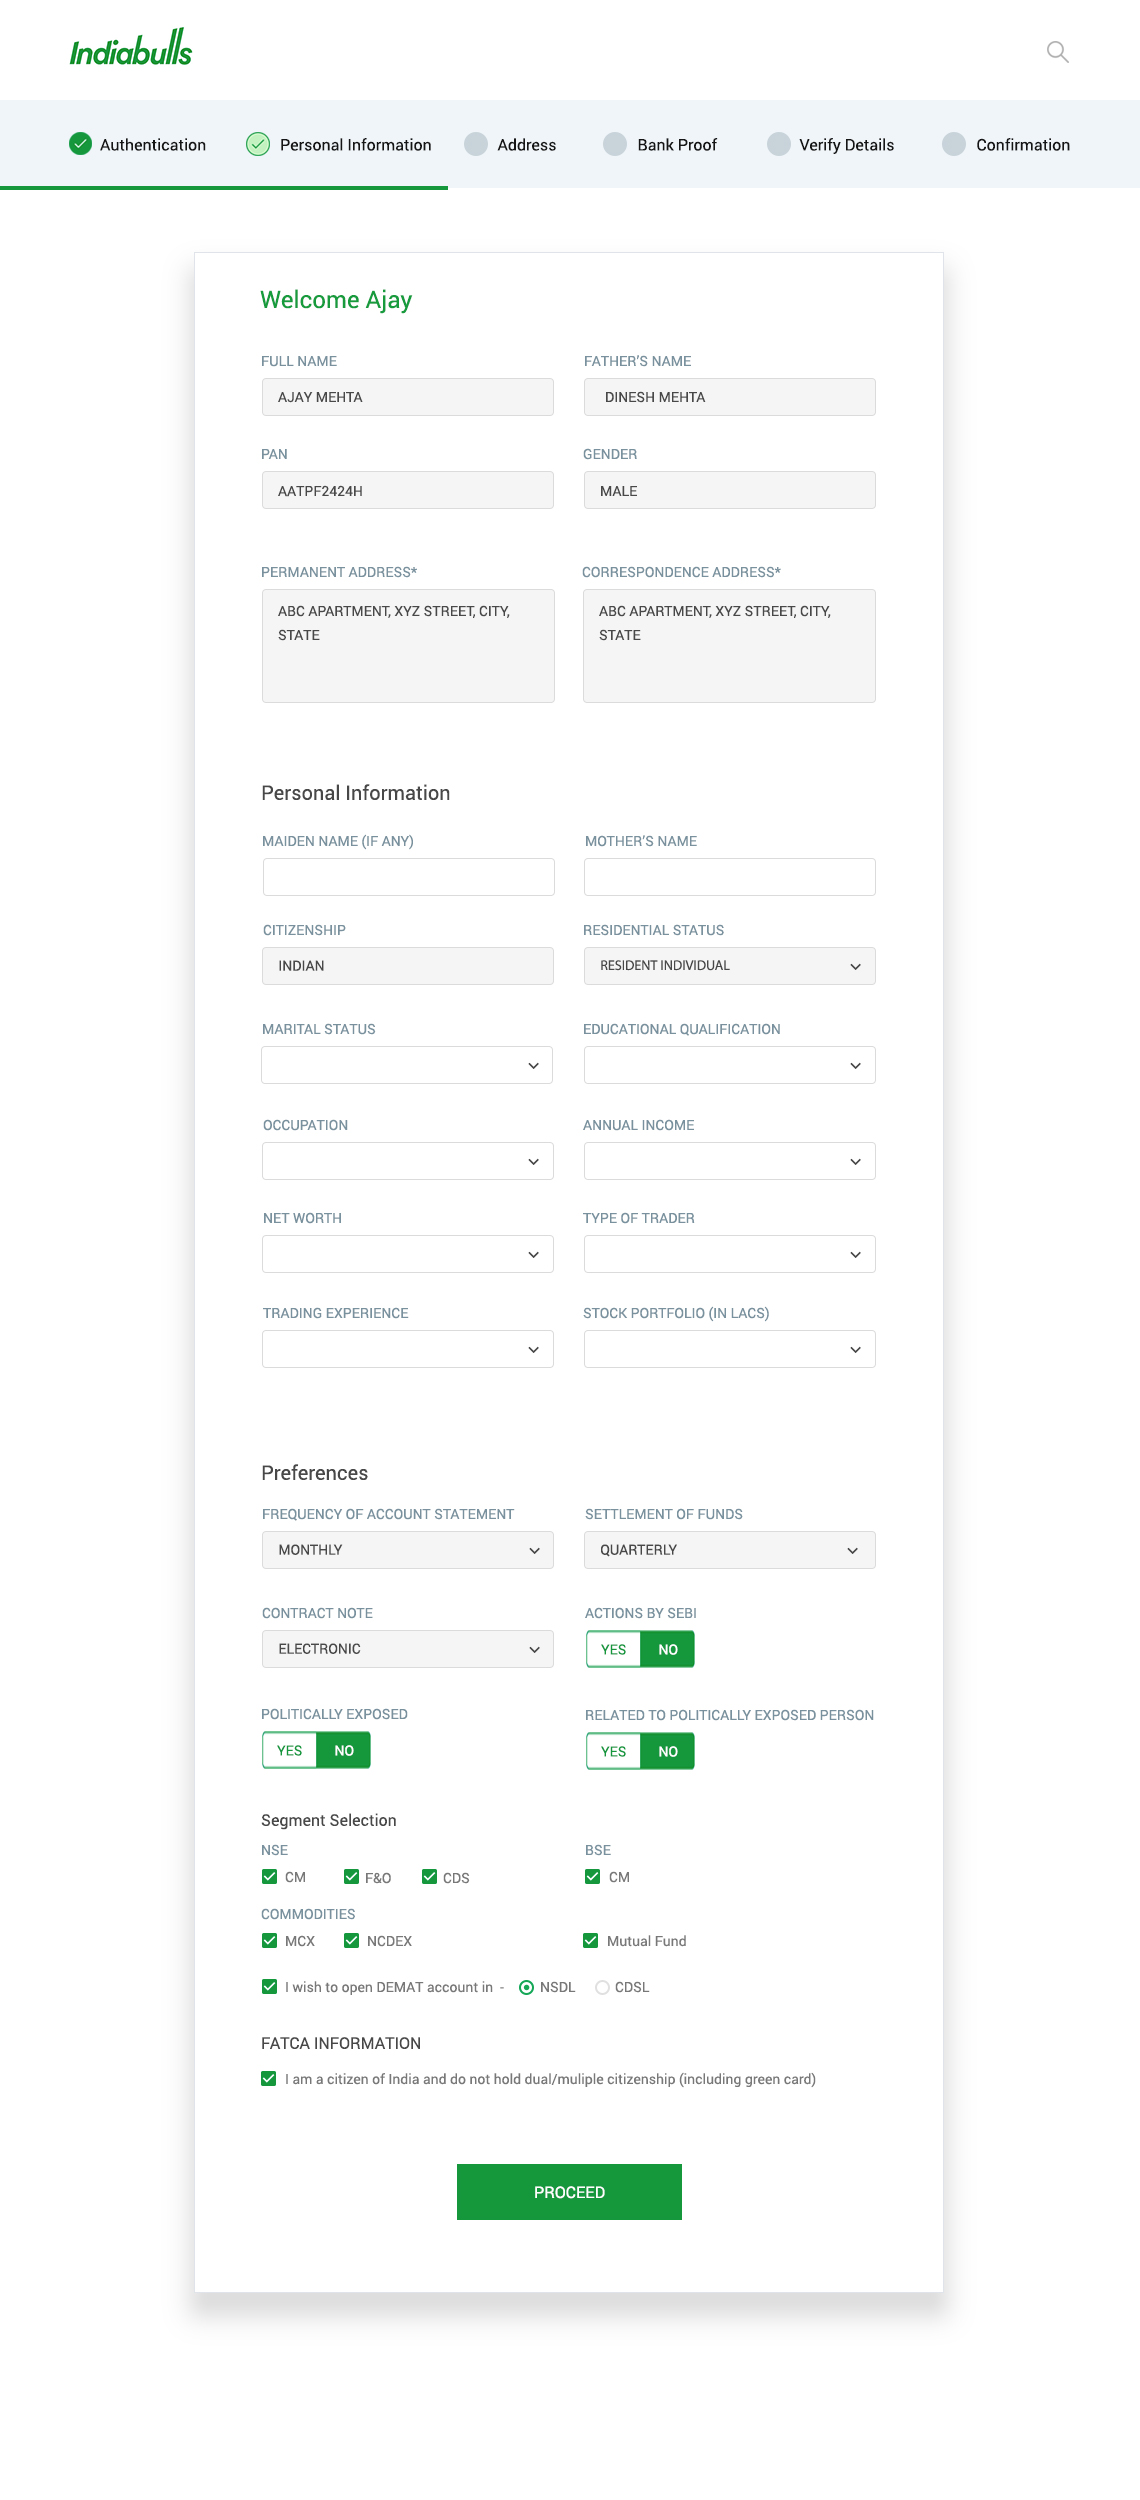 Indiabulls
Authentication Personal Information Address Bank Proof Verify Details Confirmation
Welcome Ajay
FULL NAME FATHER'S NAME
AJAY MEHTA DINESH MEHTA
PAN GENDER
AATPF2424H MALE
PERMANENT ADDRESS* CORRESPONDENCE ADDRESS*
ABC APARTMENT, XYZ STREET, CITY, ABC APARTMENT, XYZ STREET, CITY,
STATE STATE
Personal Information
MAIDEN NAME (IF ANY) MOTHER'S NAME
CITIZENSHIP RESIDENTIAL STATUS
INDIAN RESIDENT INDIVIDUAL
MARITAL STATUS EDUCATIONAL QUALIFICATION
OCCUPATION ANNUAL INCOME
NET WORTH TYPE OF TRADER
TRADING EXPERIENCE STOCK PORTFOLIO (IN LACS)
Preferences
FREQUENCY OF ACCOUNT STATEMENT SETTLEMENT OF FUNDS
MONTHLY QUARTERLY
CONTRACT NOTE ACTIONS BY SEBI
ELECTRONIC YES NO
POLITICALLY EXPOSED RELATED TO POLITICALLY EXPOSED PERSON
YES NO YES NO
Segment Selection
NSE BSE
CM F&O CDS CM
COMMODITIES
MCX NCDEX Mutual Fund
I wish to open DEMAT account in - NSDL CDSL
FATCA INFORMATION
I am a citizen of India and do not hold dual/muliple citizenship (including green card)
PROCEED